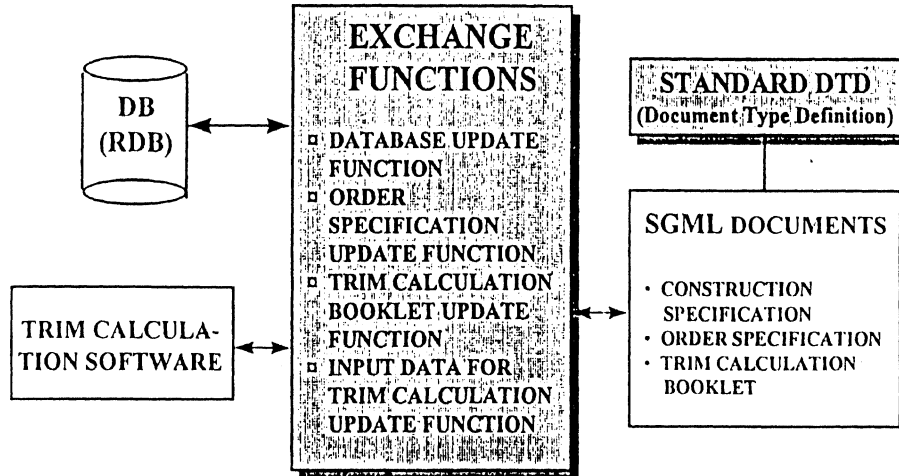 DB
(RDB)
TRIM CALCULA-
TION SOFTWARE
EXCHANGE
FUNCTIONS
¤ DATABASE UPDATE
FUNCTION
¤ ORDER
SPECIFICATION
UPDATE FUNCTION
¤ TRIM CALCULATION
BOOKLET UPDATE
FUNCTION
¤ INPUT DATA FOR
TRIM CALCULATION
UPDATE FUNCTION
STANDARD DTD
(Document Type Definition)
SGML DOCUMENTS
· CONSTRUCTION
SPECIFICATION
· ORDER SPECIFICATION
· TRIM CALCULATION
BOOKLET